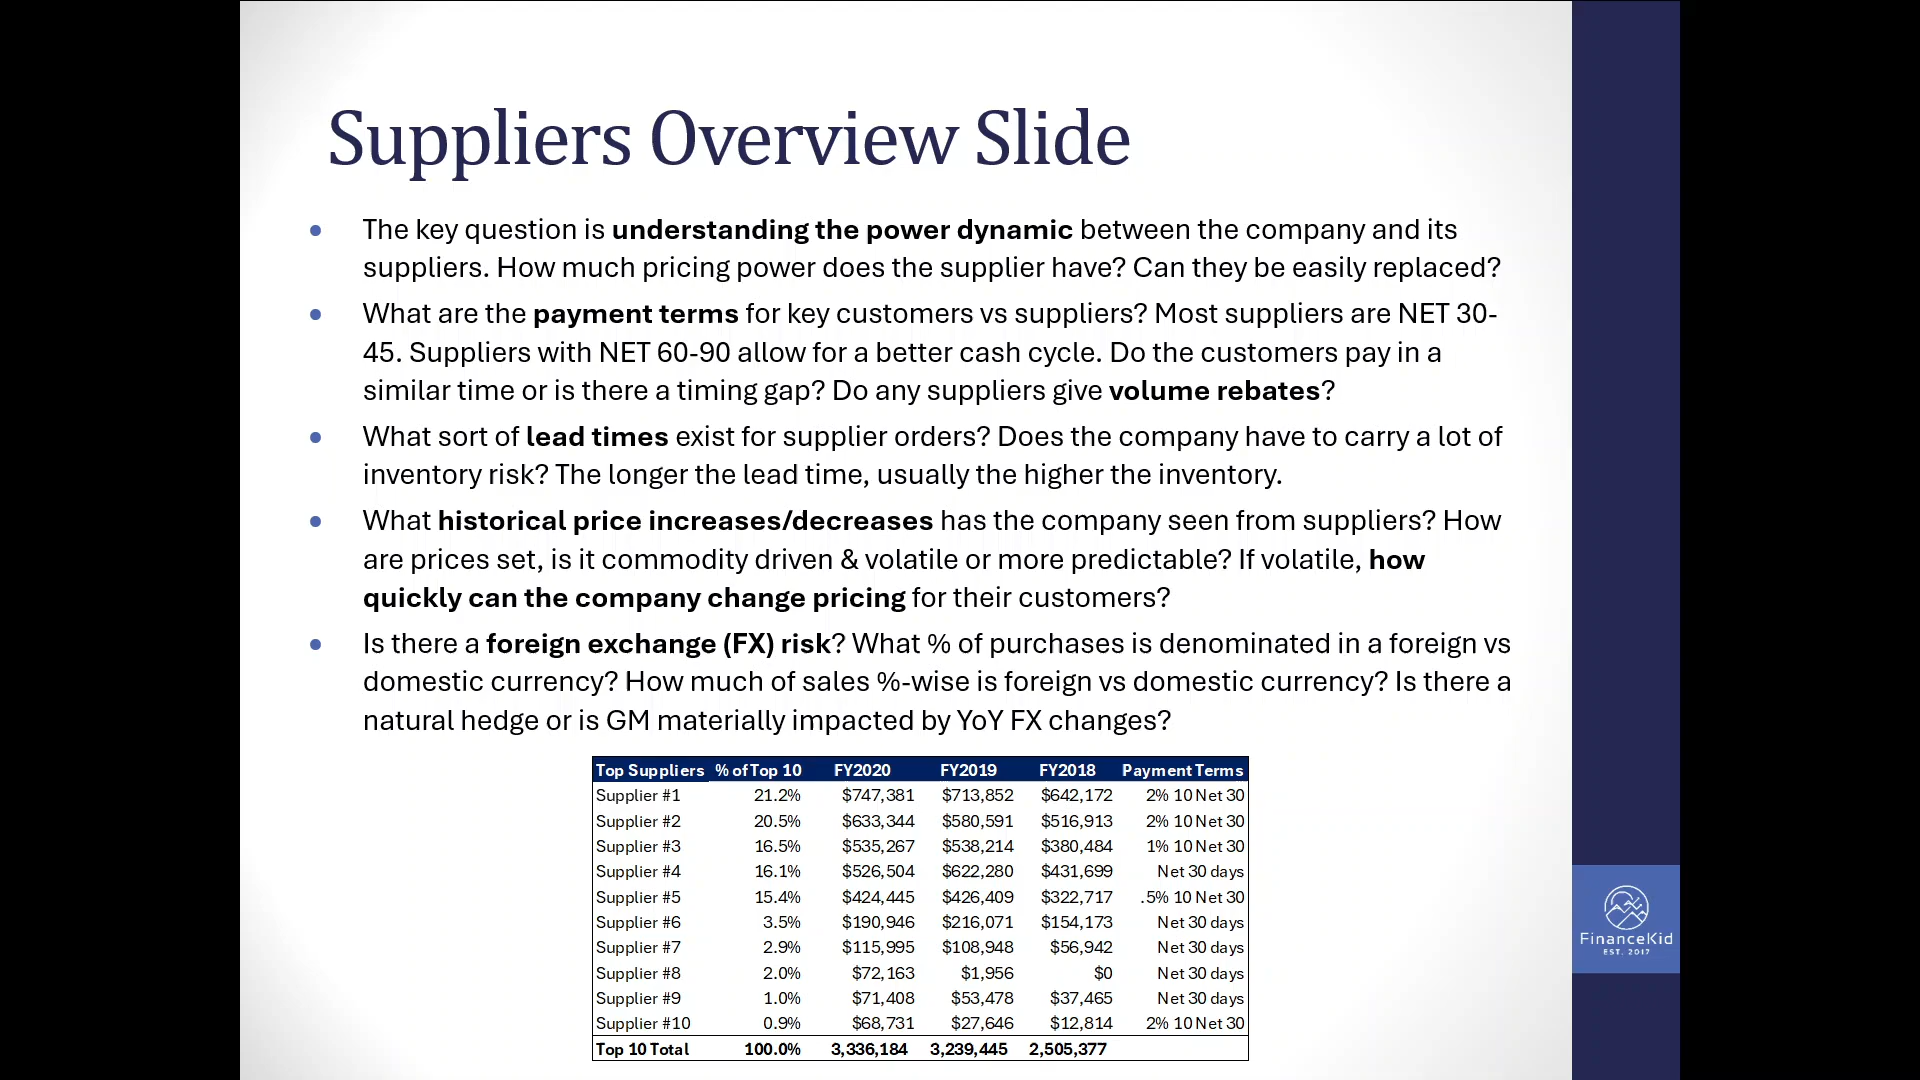 Suppliers Overview Slide
• The key question is understanding the power dynamic between the company and its
suppliers. How much pricing power does the supplier have? Can they be easily replaced?
• What are the payment terms for key customers vs suppliers? Most suppliers are NET 30-
45. Suppliers with NET 60-90 allow for a better cash cycle. Do the customers pay in a
similar time or is there a timing gap? Do any suppliers give volume rebates?
• What sort of lead times exist for supplier orders? Does the company have to carry a lot of
inventory risk? The longer the lead time, usually the higher the inventory.
• What historical price increases/decreases has the company seen from suppliers? How
are prices set, is it commodity driven & volatile or more predictable? If volatile, how
quickly can the company change pricing for their customers?
• Is there a foreign exchange (FX) risk? What % of purchases is denominated in a foreign vs
domestic currency? How much of sales %-wise is foreign vs domestic currency? Is there a
natural hedge or is GM materially impacted by YoY FX changes?
Top Suppliers % of Top 10 FY2020 FY2019 FY2018 Payment Terms
Supplier #1 21.2% $747,381 $713,852 $642,172 2% 10 Net 30
Supplier #2 20.5% $633,344 $580,591 $516,913 2% 10 Net 30
Supplier #3 16.5% $535,267 $538,214 $380,484 1% 10 Net 30
Supplier #4 16.1% $526,504 $622,280 $431,699 Net 30 days
Supplier #5 15.4% $424,445 $426,409 $322,717 .5% 10 Net 30
Supplier #6 3.5% $190,946 $216,071 $154,173 Net 30 days
Supplier #7 2.9% $115,995 $108,948 $56,942 Net 30 days
Supplier #8 2.0% $72,163 $1,956 $0 Net 30 days
Supplier #9 1.0% $71,408 $53,478 $37,465 Net 30 days
Supplier #10 0.9% $68,731 $27,646 $12,814 2% 10 Net 30
Top 10 Total 100.0% 3,336,184 3,239,445 2,505,377
FinanceKid
EST. 2017